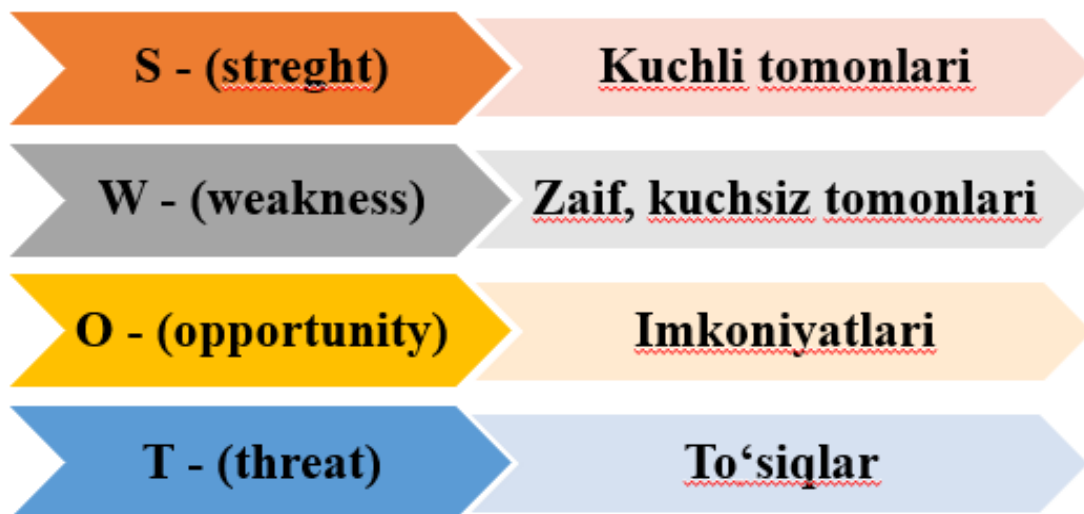 S - (streght)
Kuchli tomonlari
W - (weakness)
Zaif, kuchsiz tomonlari
O - (opportunity)
Imkoniyatlari
T - (threat)
To‘siqlar